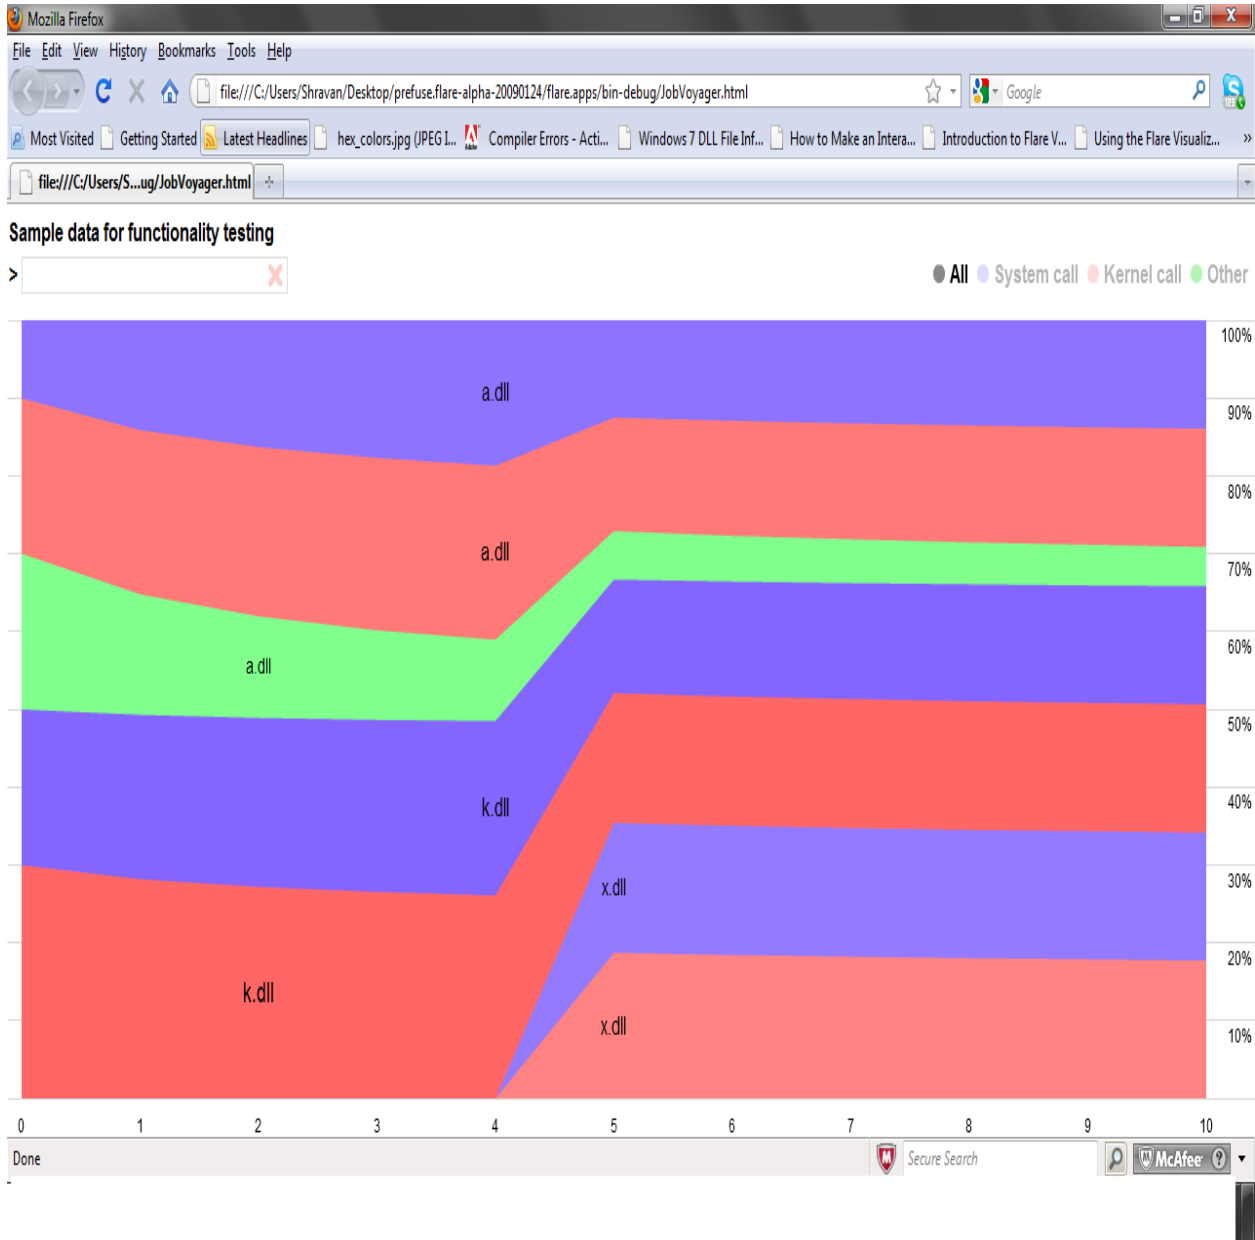 Mozilla Firefox
File Edit View History Bookmarks Tools Help
file:///C:/Users/Shravan/Desktop/prefuse.flare-alpha-20090124/flare.apps/bin-debug/JobVoyager.html
Google
Most Visited Getting Started Latest Headlines hex_colors.jpg (JPEG I... Compiler Errors - Acti... Windows 7 DLL File Inf... How to Make an Intera... Introduction to Flare V... Using the Flare Visualiz... »
file:///C:/Users/S...ug/JobVoyager.html
Sample data for functionality testing
>
All System call Kernel call Other
100%
a.dll
90%
80%
a.dll
70%
a.dll
60%
50%
k.dll
40%
x.dll
30%
20%
k.dll
x.dll
10%
0 1 2 3 4 5 6 7 8 9 10
Done
Secure Search
McAfee ?